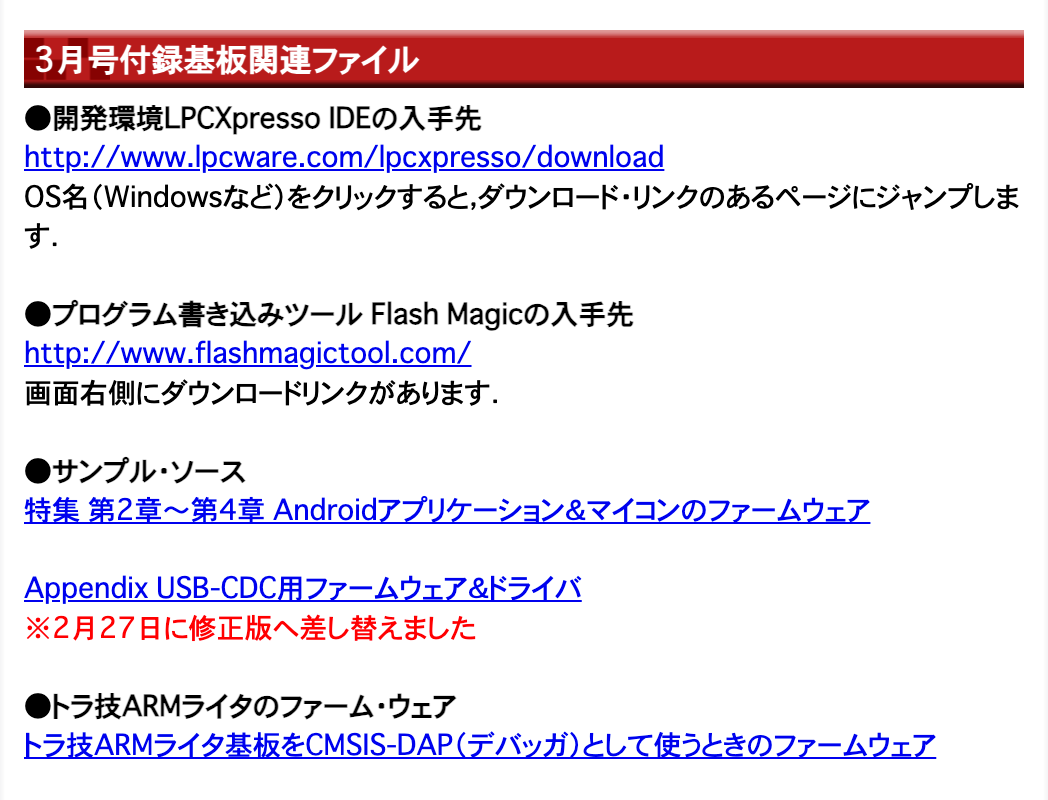 3月号付録基板関連ファイル
●開発環境LPCXpresso IDEの入手先
http://www.lpcware.com/lpcxpresso/download
OS名（Windowsなど）をクリックすると,ダウンロード・リンクのあるページにジャンプしま
す.
●プログラム書き込みツール Flash Magicの入手先
http://www.flashmagictool.com/
画面右側にダウンロードリンクがあります.
●サンプル・ソース
特集 第2章～第4章 Androidアプリケーション&マイコンのファームウェア
Appendix USB-CDC用ファームウェア&ドライバ
※2月27日に修正版へ差し替えました
●トラ技ARMライタのファーム・ウェア
トラ技ARMライタ基板をCMSIS-DAP（デバッガ）として使うときのファームウェア